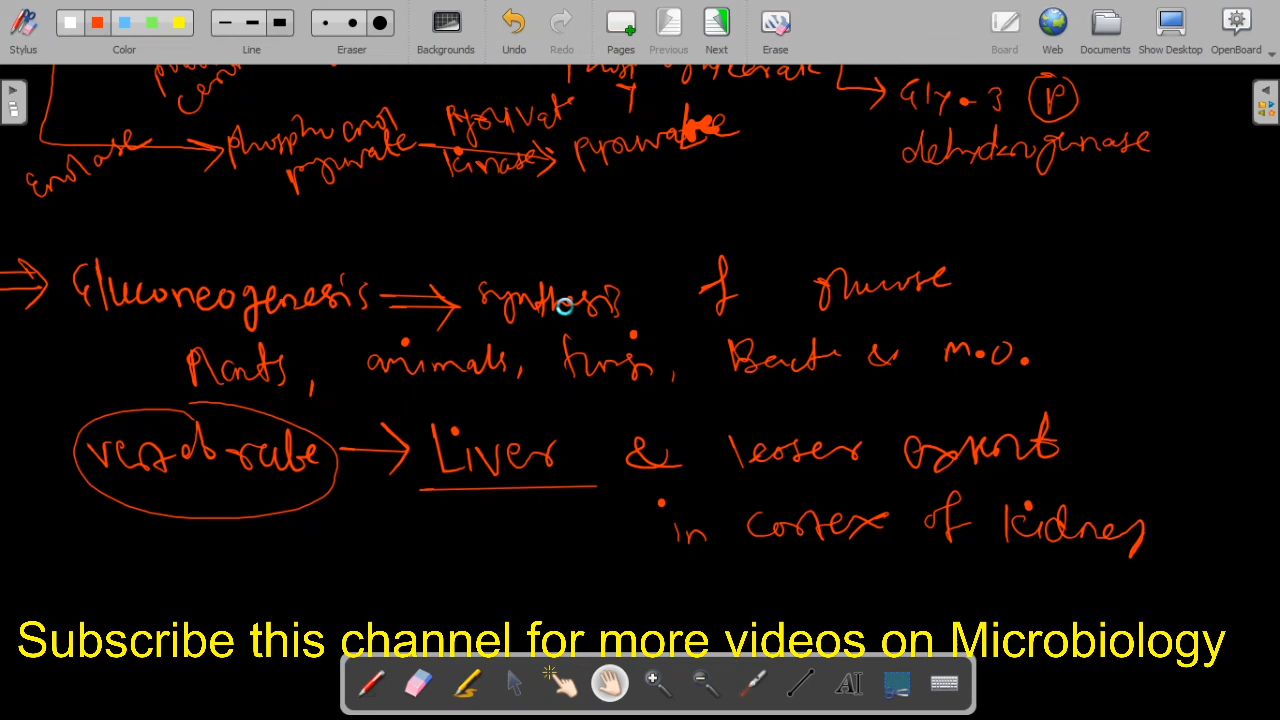 Stylus Color Line Eraser Backgrounds Undo Redo Pages Previous Next Erase Board Web Documents Show Desktop OpenBoard
Gly.3 P
dehydrogenase
Enolase phospho enol pyruvate pyruvate kinase pyruvate
Gluconeogenesis ⇒ synthesis of glucose
Plants, animals, fungi, Bact & M.O.
vertebrate → Liver & lesser extent
in cortex of kidney
Subscribe this channel for more videos on Microbiology